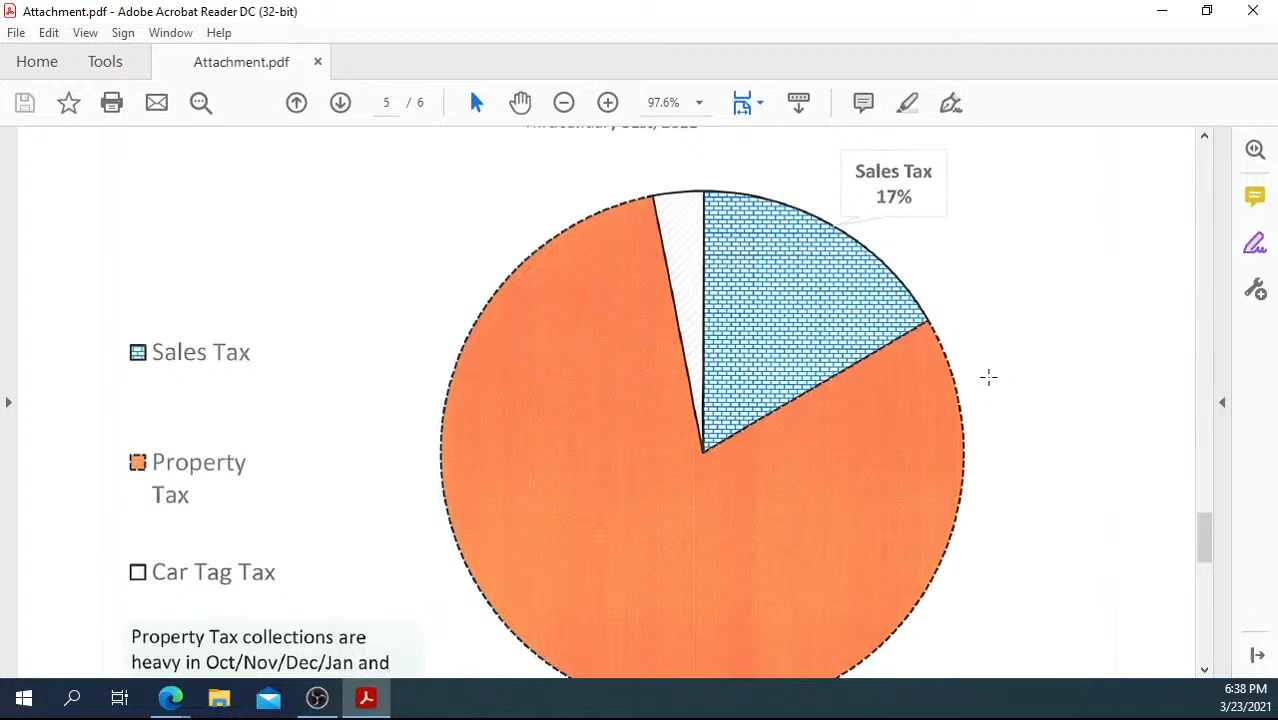 Attachment.pdf - Adobe Acrobat Reader DC (32-bit)
File Edit View Sign Window Help
Home Tools Attachment.pdf ×
5 / 6 97.6%
Sales Tax
17%
Sales Tax
Property
Tax
Car Tag Tax
Property Tax collections are
heavy in Oct/Nov/Dec/Jan and
6:38 PM
3/23/2021